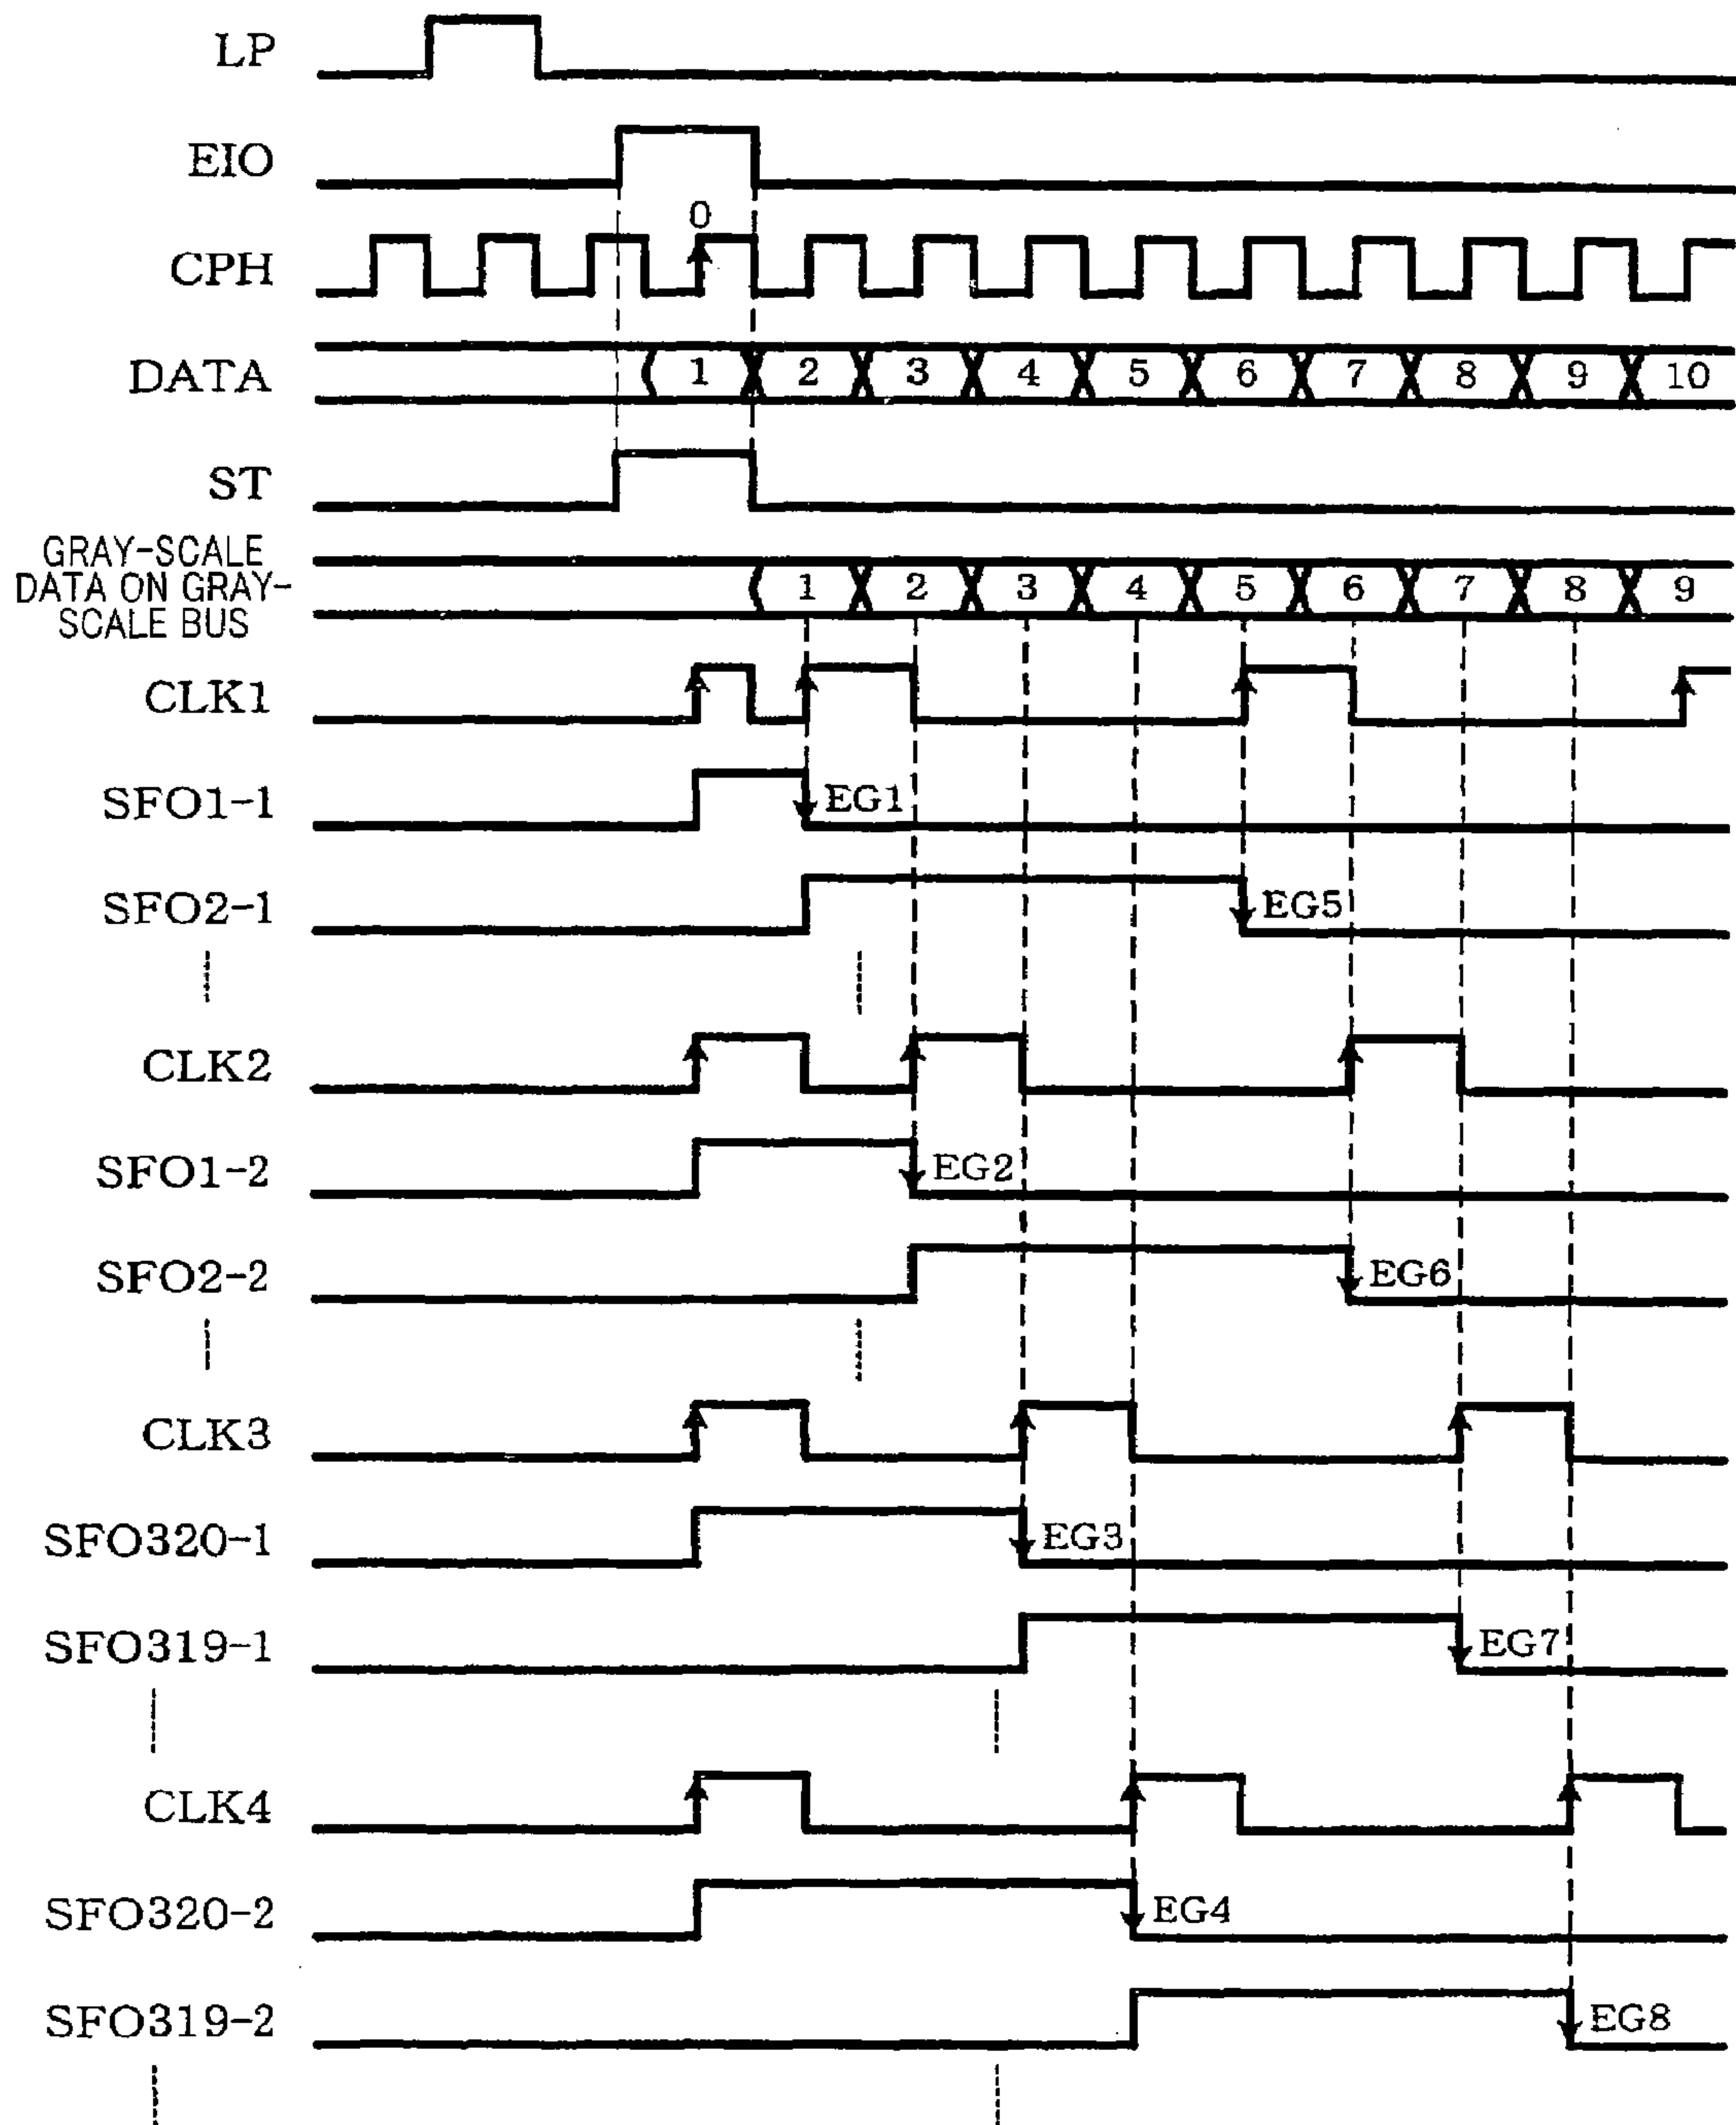 LP
EIO
0
CPH
DATA 1 2 3 4 5 6 7 8 9 10
ST
GRAY-SCALE
DATA ON GRAY-
SCALE BUS
1 2 3 4 5 6 7 8 9
CLK1
SFO1-1 EG1
SFO2-1 EG5
CLK2
SFO1-2 EG2
SFO2-2 EG6
CLK3
SFO320-1 EG3
SFO319-1 EG7
CLK4
SFO320-2 EG4
SFO319-2 EG8